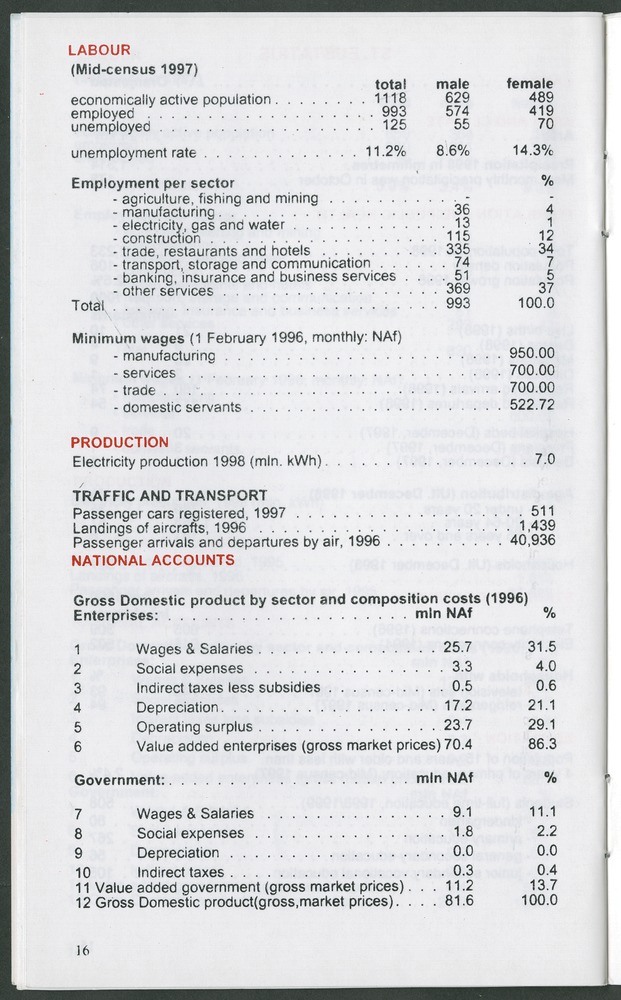 LABOUR
(Mid-census 1997)
total male female
economically active population . . . . . . . . 1118 629 489
employed . . . . . . . . . . . . . . . . . . . 993 574 419
unemployed . . . . . . . . . . . . . . . . . . 125 55 70
unemployment rate . . . . . . . . . . . . . 11.2% 8.6% 14.3%
Employment per sector %
- agriculture, fishing and mining . . . . . . . . . . - -
- manufacturing . . . . . . . . . . . . . . . . . . 36 4
- electricity, gas and water . . . . . . . . . . . . . 13 1
- construction . . . . . . . . . . . . . . . . . . 115 12
- trade, restaurants and hotels . . . . . . . . . . 335 34
- transport, storage and communication . . . . . . 74 7
- banking, insurance and business services . . . . 51 5
- other services . . . . . . . . . . . . . . . . . 369 37
Total . . . . . . . . . . . . . . . . . . . . . . . 993 100.0
Minimum wages (1 February 1996, monthly: NAf)
- manufacturing . . . . . . . . . . . . . . . . . . . 950.00
- services . . . . . . . . . . . . . . . . . . . . . 700.00
- trade . . . . . . . . . . . . . . . . . . . . . . 700.00
- domestic servants . . . . . . . . . . . . . . . . . 522.72
PRODUCTION
Electricity production 1998 (mln. kWh) . . . . . . . . . . . 7.0
TRAFFIC AND TRANSPORT
Passenger cars registered, 1997 . . . . . . . . . . . . . 511
Landings of aircrafts, 1996 . . . . . . . . . . . . . . . 1,439
Passenger arrivals and departures by air, 1996 . . . . . . . 40,936
NATIONAL ACCOUNTS
Gross Domestic product by sector and composition costs (1996)
Enterprises: . . . . . . . . . . . . . . . . . mln NAf %
1 Wages & Salaries . . . . . . . . . . . . 25.7 31.5
2 Social expenses . . . . . . . . . . . . . 3.3 4.0
3 Indirect taxes less subsidies . . . . . . . . 0.5 0.6
4 Depreciation . . . . . . . . . . . . . . . 17.2 21.1
5 Operating surplus . . . . . . . . . . . . . 23.7 29.1
6 Value added enterprises (gross market prices) 70.4 86.3
Government: . . . . . . . . . . . . . . . . . mln NAf %
7 Wages & Salaries . . . . . . . . . . . . 9.1 11.1
8 Social expenses . . . . . . . . . . . . . 1.8 2.2
9 Depreciation . . . . . . . . . . . . . . . 0.0 0.0
10 Indirect taxes . . . . . . . . . . . . . . 0.3 0.4
11 Value added government (gross market prices) . . . 11.2 13.7
12 Gross Domestic product(gross,market prices) . . . . 81.6 100.0
16